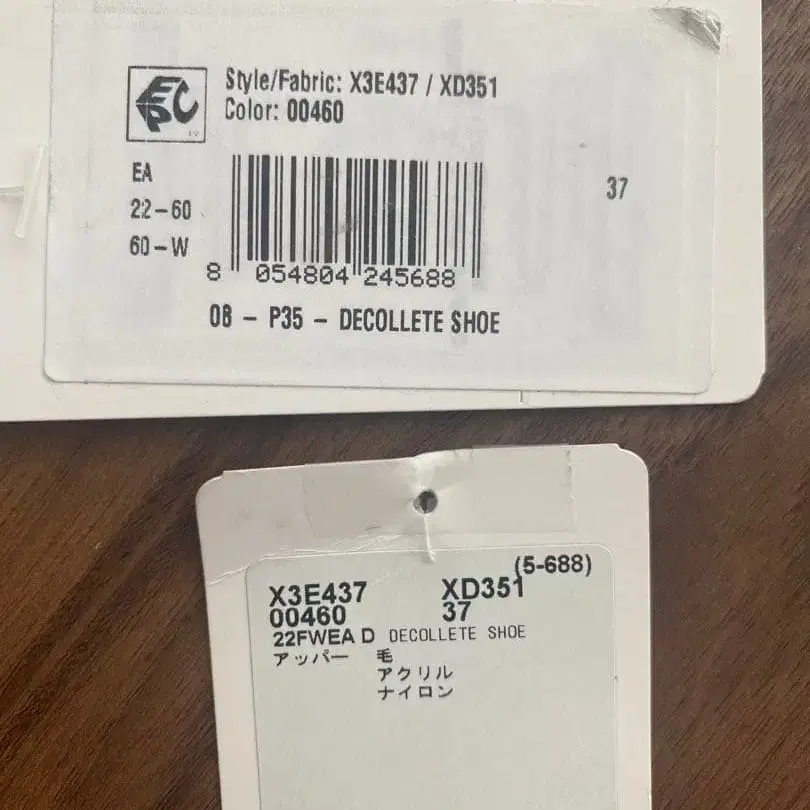 Style/Fabric: X3E437 / XD351
Color: 00460
EA
22-60
60-W
37
8 054804 245688
08 - P35 - DECOLLETE SHOE
(5-688)
X3E437 XD351
00460 37
22FWEA D DECOLLETE SHOE
アッパー 毛
アクリル
ナイロン